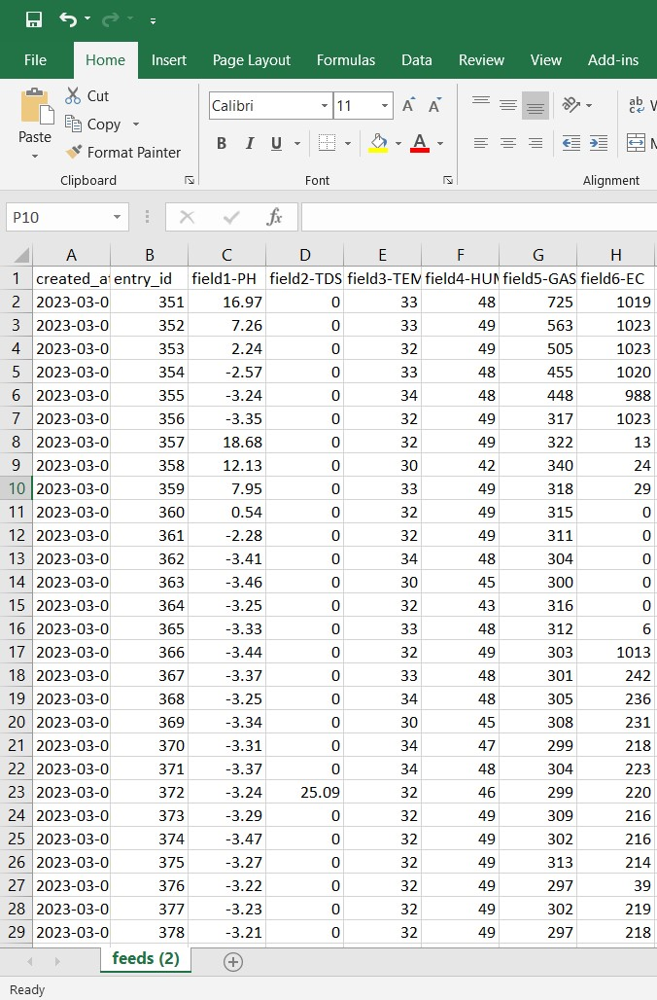 File Home Insert Page Layout Formulas Data Review View Add-ins
Cut
Copy
Format Painter
Paste
Calibri 11
A A
B I U A
ab
c
Clipboard Font Alignment
P10 fx
A B C D E F G H
1 created_at entry_id field1-PH field2-TDS field3-TEM field4-HUM field5-GAS field6-EC
2 2023-03-0 351 16.97 0 33 48 725 1019
3 2023-03-0 352 7.26 0 33 49 563 1023
4 2023-03-0 353 2.24 0 32 49 505 1023
5 2023-03-0 354 -2.57 0 33 48 455 1020
6 2023-03-0 355 -3.24 0 34 48 448 988
7 2023-03-0 356 -3.35 0 32 49 317 1023
8 2023-03-0 357 18.68 0 32 49 322 13
9 2023-03-0 358 12.13 0 30 42 340 24
10 2023-03-0 359 7.95 0 33 49 318 29
11 2023-03-0 360 0.54 0 32 49 315 0
12 2023-03-0 361 -2.28 0 32 49 311 0
13 2023-03-0 362 -3.41 0 34 48 304 0
14 2023-03-0 363 -3.46 0 30 45 300 0
15 2023-03-0 364 -3.25 0 32 43 316 0
16 2023-03-0 365 -3.33 0 33 48 312 6
17 2023-03-0 366 -3.44 0 32 49 303 1013
18 2023-03-0 367 -3.37 0 33 48 301 242
19 2023-03-0 368 -3.25 0 34 48 305 236
20 2023-03-0 369 -3.34 0 30 45 308 231
21 2023-03-0 370 -3.31 0 34 47 299 218
22 2023-03-0 371 -3.37 0 34 48 304 223
23 2023-03-0 372 -3.24 25.09 32 46 299 220
24 2023-03-0 373 -3.29 0 32 49 309 216
25 2023-03-0 374 -3.47 0 32 49 302 216
26 2023-03-0 375 -3.27 0 32 49 313 214
27 2023-03-0 376 -3.22 0 32 49 297 39
28 2023-03-0 377 -3.23 0 32 49 302 219
29 2023-03-0 378 -3.21 0 32 49 297 218
feeds (2)
Ready